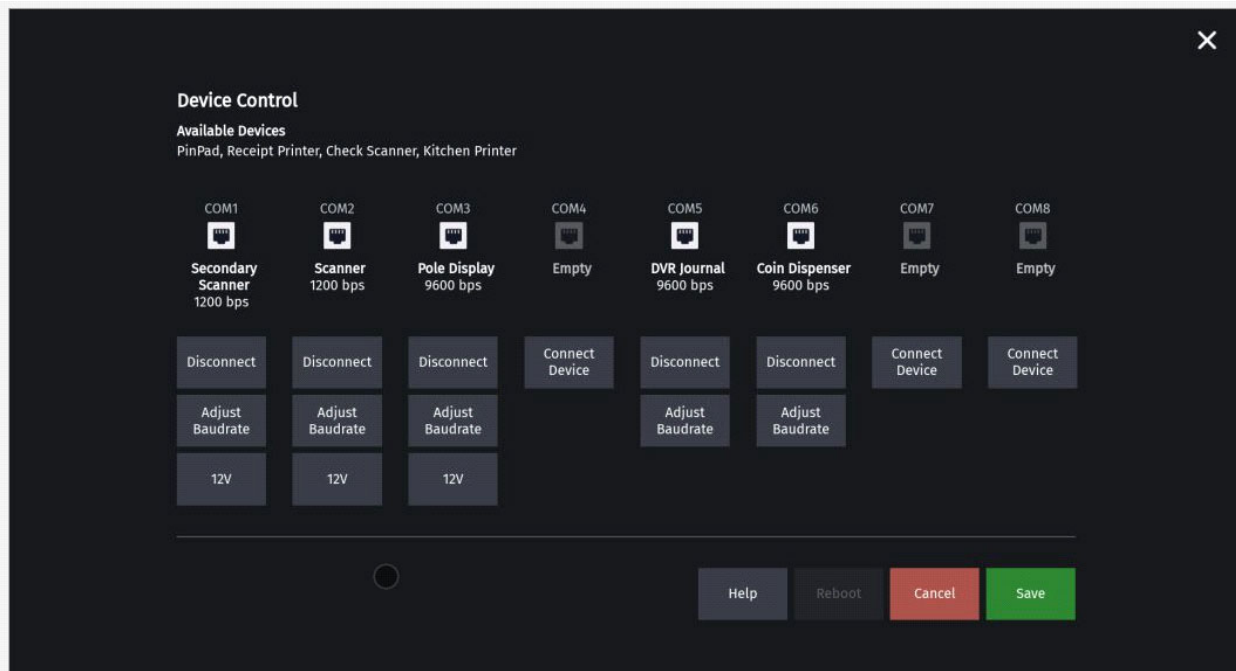 Device Control
Available Devices
PinPad, Receipt Printer, Check Scanner, Kitchen Printer
COM1 COM2 COM3 COM4 COM5 COM6 COM7 COM8
Secondary Scanner Pole Display Empty DVR Journal Coin Dispenser Empty Empty
Scanner 1200 bps 9600 bps 9600 bps 9600 bps
1200 bps
Disconnect Disconnect Disconnect Connect Disconnect Disconnect Connect Connect
Device Device Device
Adjust Adjust Adjust Adjust Adjust
Baudrate Baudrate Baudrate Baudrate Baudrate
12V 12V 12V
Help Reboot Cancel Save